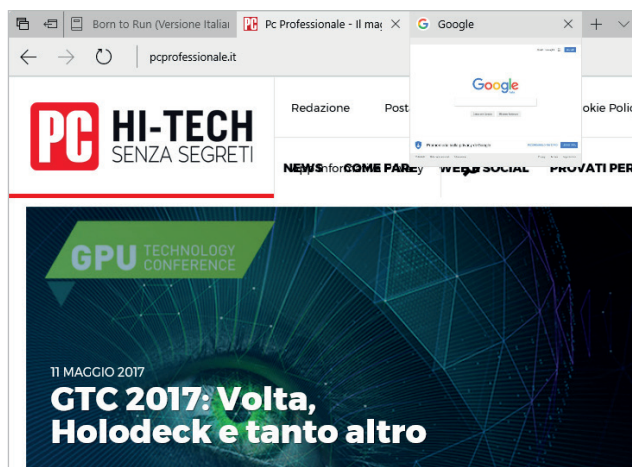 Born to Run (Versione Italia
Pc Professionale - Il ma
Google
pcprofessionale.it
PC HI-TECH
SENZA SEGRETI
Redazione
Post
okie Polic
Google
NEWS COME FARE WEB SOCIAL PROVATI PER
GPU TECHNOLOGY
CONFERENCE
11 MAGGIO 2017
GTC 2017: Volta,
Holodeck e tanto altro